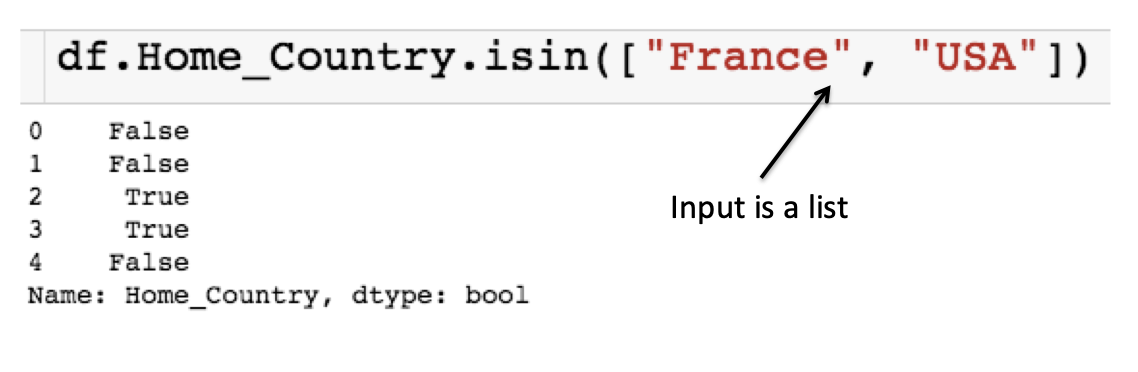 df.Home_Country.isin(["France", "USA"])
0 False
1 False
2 True
3 True
4 False
Name: Home_Country, dtype: bool
Input is a list